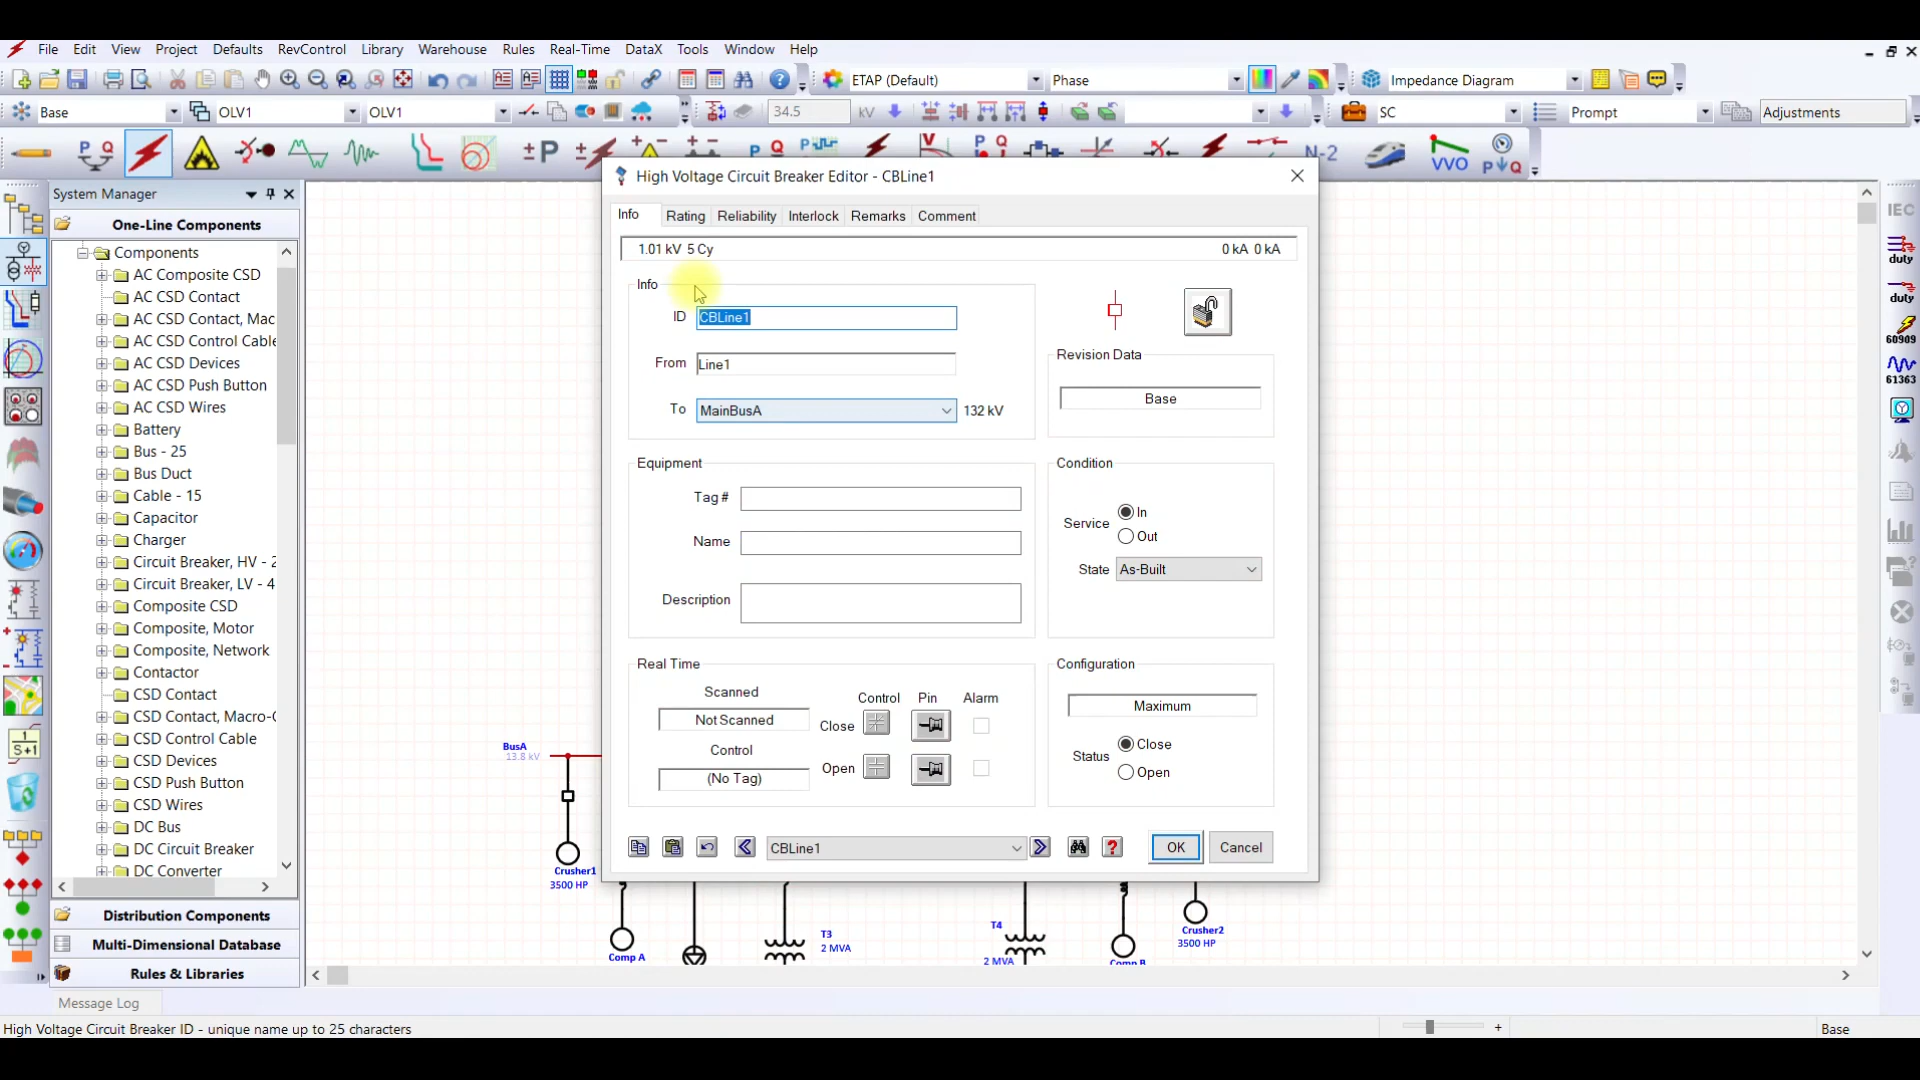 File Edit View Project Defaults RevControl Library Warehouse Rules Real-Time DataX Tools Window Help
ETAP (Default) Phase Impedance Diagram
Base OLV1 OLV1 34.5 kV SC Prompt Adjustments
P Q ±P P Q P V P Q N-2 VVO P Q
System Manager
One-Line Components
Components
AC Composite CSD
AC CSD Contact
AC CSD Contact, Mac
AC CSD Control Cable
AC CSD Devices
AC CSD Push Button
AC CSD Wires
Battery
Bus - 25
Bus Duct
Cable - 15
Capacitor
Charger
Circuit Breaker, HV - 2
Circuit Breaker, LV - 4
Composite CSD
Composite, Motor
Composite, Network
Contactor
CSD Contact
CSD Contact, Macro-C
CSD Control Cable
CSD Devices
CSD Push Button
CSD Wires
DC Bus
DC Circuit Breaker
DC Converter
Distribution Components
Multi-Dimensional Database
Rules & Libraries
1
S+1
High Voltage Circuit Breaker Editor - CBLine1
Info Rating Reliability Interlock Remarks Comment
1.01 kV 5 Cy 0 kA 0 kA
Info
ID CBLine1
From Line1
To MainBusA 132 kV
Revision Data
Base
Equipment
Tag #
Name
Description
Condition
Service In
Out
State As-Built
Real Time
Scanned
Not Scanned
Control
(No Tag)
Control Pin Alarm
Close
Open
Configuration
Maximum
Status Close
Open
CBLine1 OK Cancel
BusA
13.8 kV
Crusher1
3500 HP
Comp A
T3
2 MVA
T4
2 MVA
Comp B
Crusher2
3500 HP
IEC
duty
duty
60909
61363
Message Log
High Voltage Circuit Breaker ID - unique name up to 25 characters
+ Base